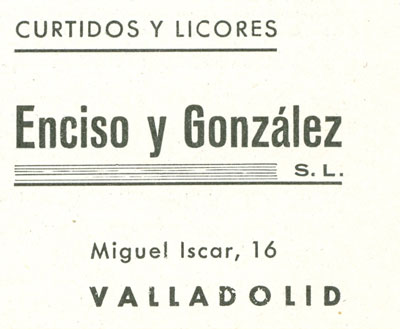 CURTIDOS Y LICORES
Enciso y González
S. L.
Miguel Iscar, 16
VALLADOLID